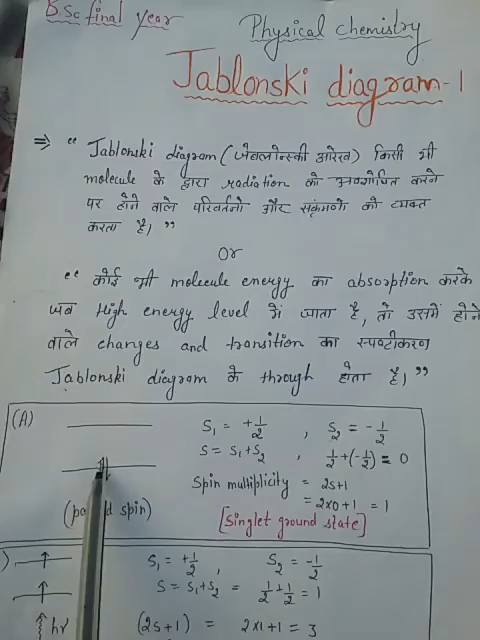 B.Sc final year
Physical chemistry
Jablonski diagram-1
⇒ " Jablonski diagram (जेबलोन्स्की आरेख) किसी भी
molecule के द्वारा radiation को अवशोषित करने
पर होने वाले परिवर्तनो और संक्रमणो को व्यक्त
करता है। "
Or
" कोई भी molecule energy का absorption करके
जब High energy level में जाता है, तो उसमें होने
वाले changes and transition का स्पष्टीकरण
Jablonski diagram के through होता है। "
(A)
S₁ = +1/2 , S₂ = -1/2
S = S₁+S₂ , 1/2+(-1/2) = 0
Spin multiplicity = 2S+1
= 2x0+1 = 1
spin)
[Singlet ground state]
S₁ = +1/2 , S₂ = -1/2
S = S₁+S₂ = 1/2+1/2 = 1
hν
(2S+1) = 2x1+1 = 3